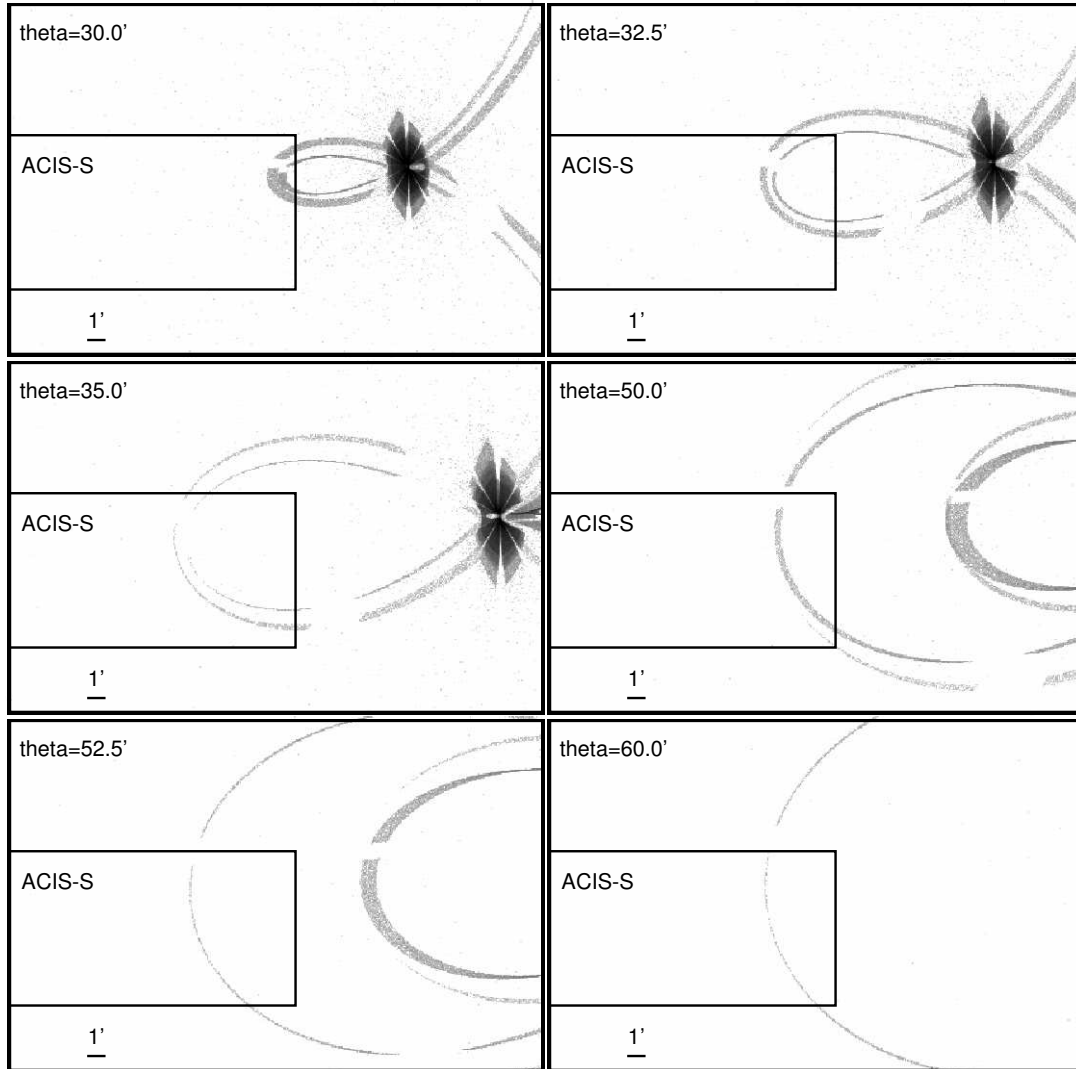 theta=30.0'
ACIS-S
1'
theta=32.5'
ACIS-S
1'
theta=35.0'
ACIS-S
1'
theta=50.0'
ACIS-S
1'
theta=52.5'
ACIS-S
1'
theta=60.0'
ACIS-S
1'